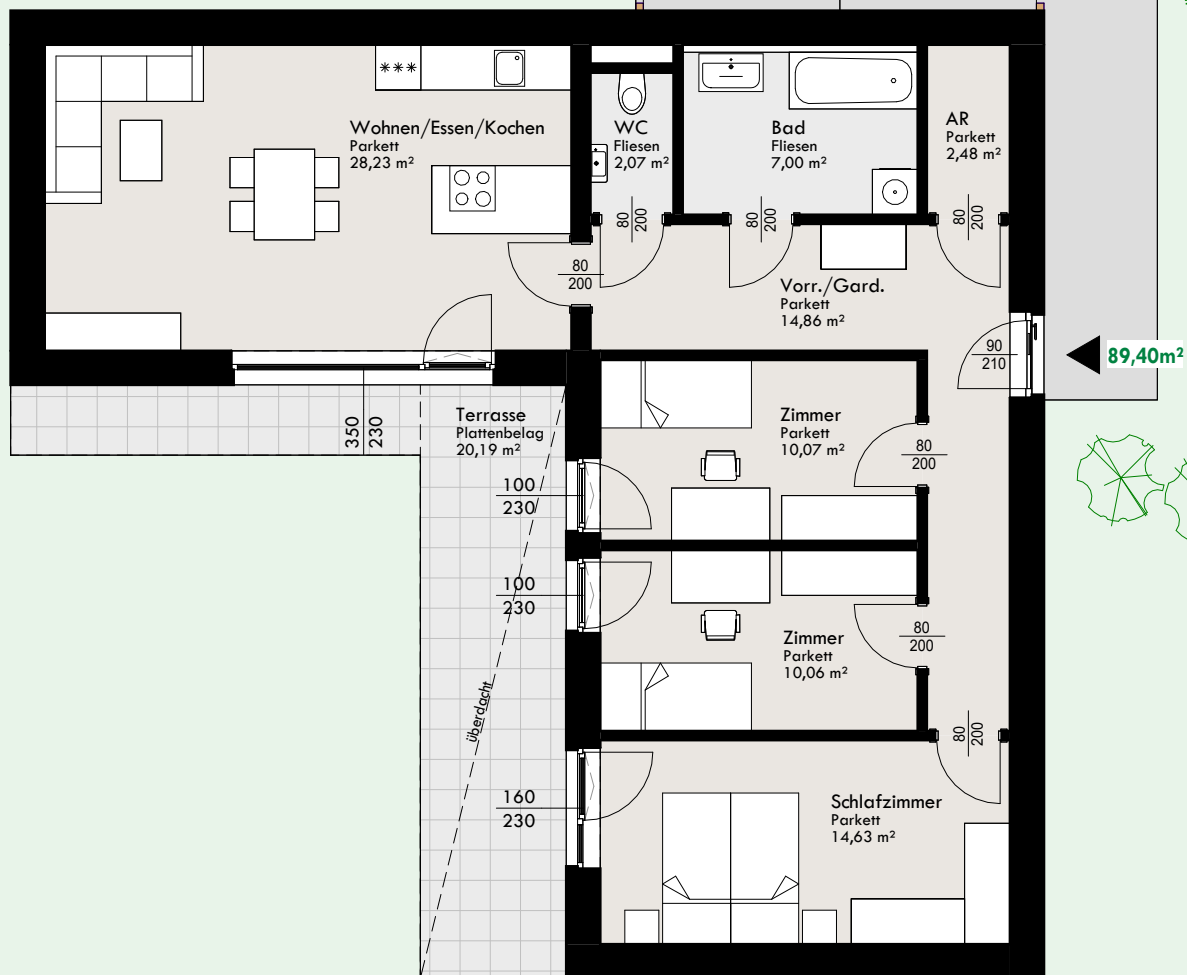 Wohnen/Essen/Kochen
Parkett
28,23 m²
WC
Fliesen
2,07 m²
Bad
Fliesen
7,00 m²
AR
Parkett
2,48 m²
80
200
80
200
80
200
80
200
Vorr./Gard.
Parkett
14,86 m²
90
210
89,40m²
350
230
Terrasse
Plattenbelag
20,19 m²
Zimmer
Parkett
10,07 m²
80
200
100
230
100
230
Zimmer
Parkett
10,06 m²
80
200
überdacht
80
200
160
230
Schlafzimmer
Parkett
14,63 m²